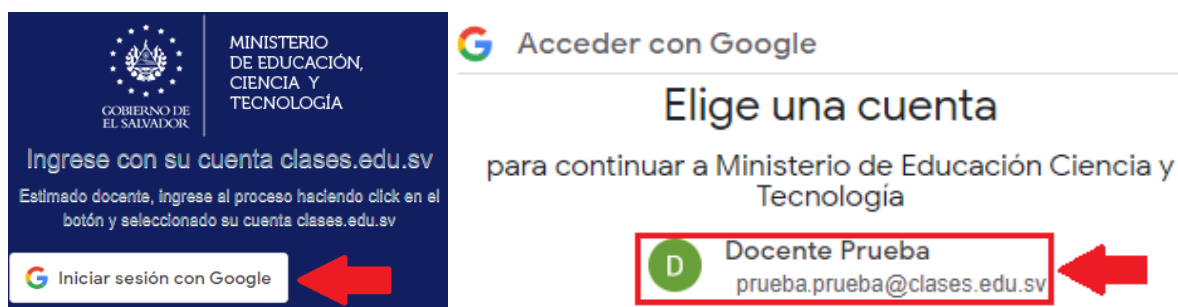 GOBIERNO DE
EL SALVADOR
MINISTERIO
DE EDUCACIÓN,
CIENCIA Y
TECNOLOGÍA
Ingrese con su cuenta clases.edu.sv
Estimado docente, ingrese al proceso haciendo click en el
botón y seleccionado su cuenta clases.edu.sv
Iniciar sesión con Google
Acceder con Google
Elige una cuenta
para continuar a Ministerio de Educación Ciencia y
Tecnología
D
Docente Prueba
prueba.prueba@clases.edu.sv